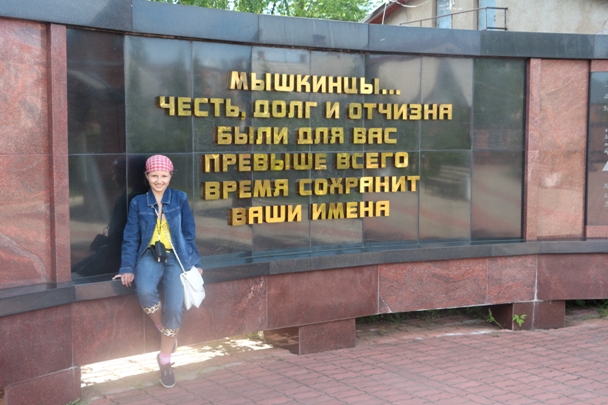 МЫШКИНЦЫ...
ЧЕСТЬ, ДОЛГ И ОТЧИЗНА
БЫЛИ ДЛЯ ВАС
ПРЕВЫШЕ ВСЕГО
ВРЕМЯ СОХРАНИТ
ВАШИ ИМЕНА